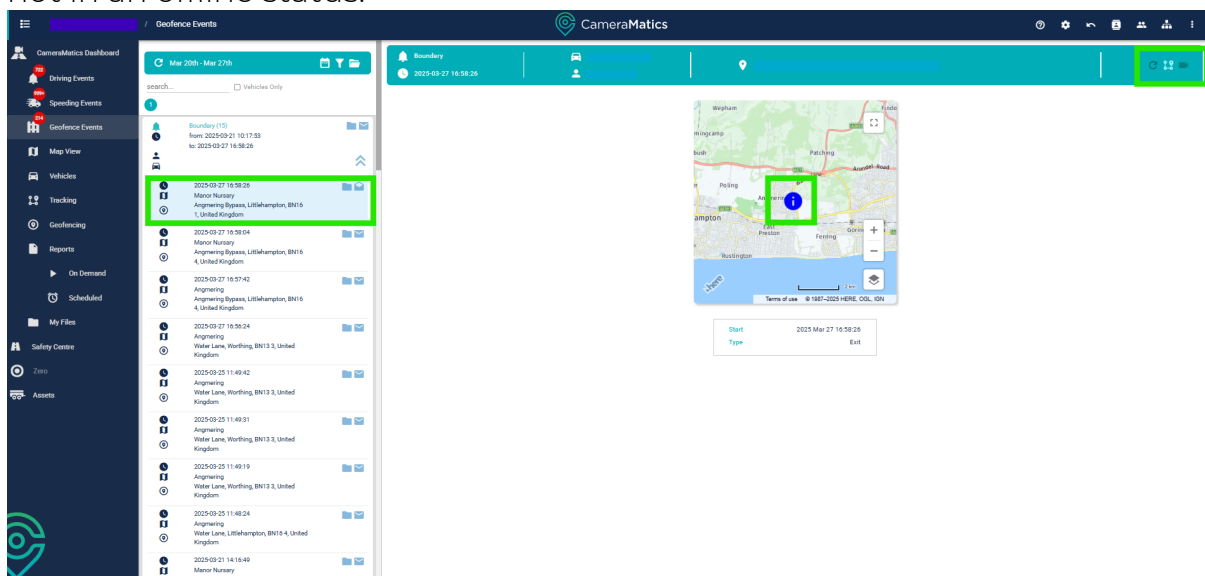 / Geofence Events
CameraMatics
CameraMatics Dashboard
722
Driving Events
999+
Speeding Events
214
Geofence Events
Map View
Vehicles
Tracking
Geofencing
Reports
On Demand
Scheduled
My Files
Safety Centre
Zero
Assets
Mar 20th - Mar 27th
search...
Vehicles Only
1
Boundary (15)
from: 2025-03-21 10:17:53
to: 2025-03-27 16:58:26
2025-03-27 16:58:26
Manor Nursery
Angmering Bypass, Littlehampton, BN16
1, United Kingdom
2025-03-27 16:58:04
Manor Nursery
Angmering Bypass, Littlehampton, BN16
4, United Kingdom
2025-03-27 16:57:42
Angmering
Angmering Bypass, Littlehampton, BN16
4, United Kingdom
2025-03-27 16:56:24
Angmering
Water Lane, Worthing, BN13 3, United
Kingdom
2025-03-25 11:49:42
Angmering
Water Lane, Worthing, BN13 3, United
Kingdom
2025-03-25 11:49:31
Angmering
Water Lane, Worthing, BN13 3, United
Kingdom
2025-03-25 11:49:19
Angmering
Water Lane, Worthing, BN13 3, United
Kingdom
2025-03-25 11:48:24
Angmering
Water Lane, Littlehampton, BN16 4, United
Kingdom
2025-03-21 14:16:49
Manor Nursery
Boundary
2025-03-27 16:58:26
Wepham
Patching
Arundel Road
Poling
East
Preston
Ferring
Goring
Rustington
here
Terms of use © 1987–2025 HERE, OGL, IGN
Start 2025 Mar 27 16:58:26
Type Exit